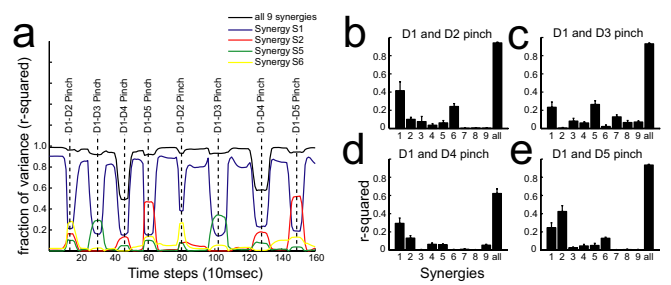 a
all 9 synergies
Synergy S1
Synergy S2
Synergy S5
Synergy S6
D1-D2 Pinch
D1-D3 Pinch
D1-D4 Pinch
D1-D5 Pinch
D1-D2 Pinch
D1-D3 Pinch
D1-D4 Pinch
D1-D5 Pinch
fraction of variance (r-squared)
1.0
0.8
0.6
0.4
0.2
20 40 60 80 100 120 140 160
Time steps (10msec)
b
D1 and D2 pinch
1
0.8
0.6
0.4
0.2
0
1 2 3 4 5 6 7 8 9 all
c
D1 and D3 pinch
1
0.8
0.6
0.4
0.2
0
1 2 3 4 5 6 7 8 9 all
d
D1 and D4 pinch
r-squared
1
0.8
0.6
0.4
0.2
0
1 2 3 4 5 6 7 8 9 all
Synergies
e
D1 and D5 pinch
1
0.8
0.6
0.4
0.2
0
1 2 3 4 5 6 7 8 9 all